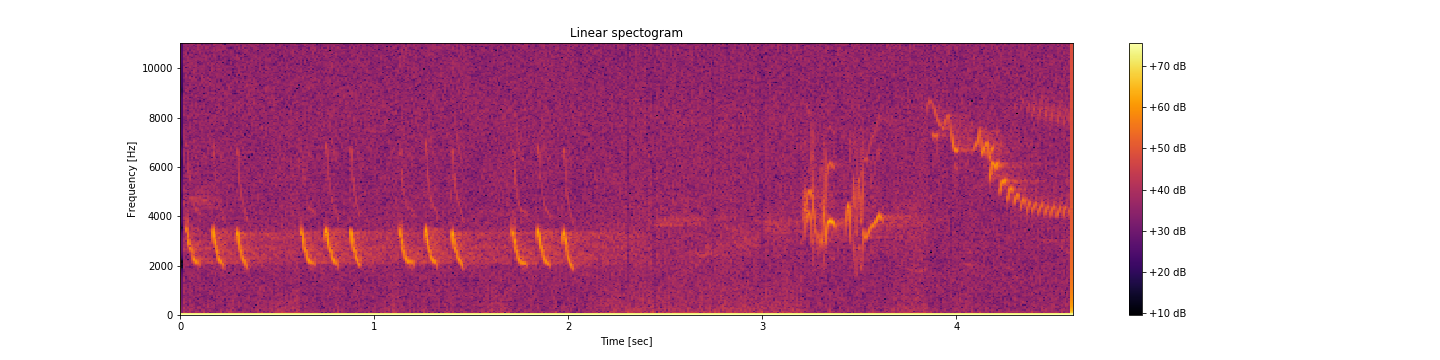 Linear spectogram
10000
8000
6000
4000
2000
0
Frequency [Hz]
0 1 2 3 4
Time [sec]
+70 dB
+60 dB
+50 dB
+40 dB
+30 dB
+20 dB
+10 dB